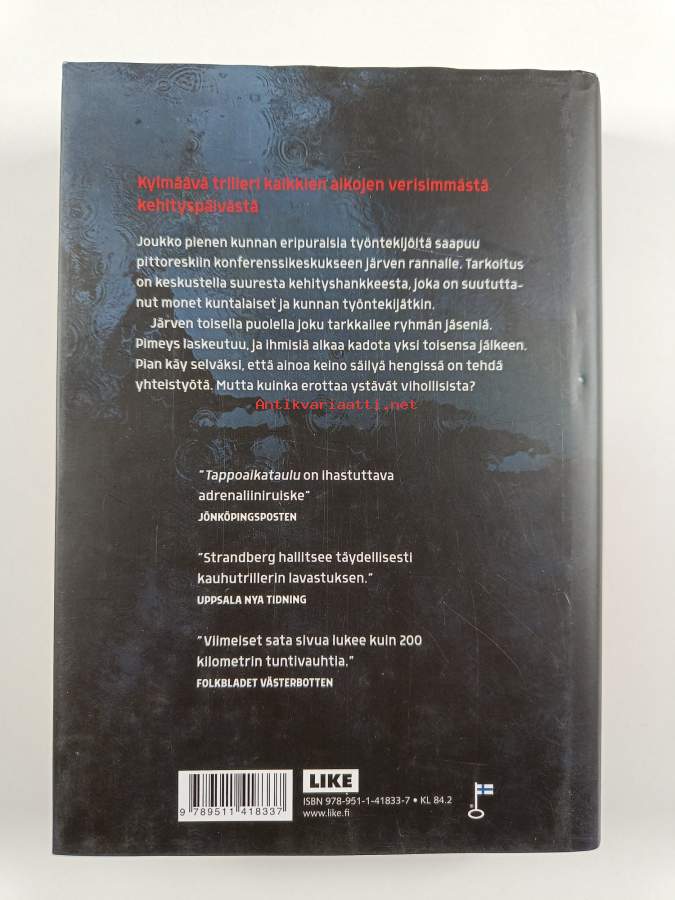 Kylmäävä trilleri kaikkien aikojen verisimmästä
kehityspäivästä
Joukko pienen kunnan eripuraisia työntekijöitä saapuu
pittoreskiin konferenssikeskukseen järven rannalle. Tarkoitus
on keskustella suuresta kehityshankkeesta, joka on suututta-
nut monet kuntalaiset ja kunnan työntekijätkin.
Järven toisella puolella joku tarkkailee ryhmän jäseniä.
Pimeys laskeutuu, ja ihmisiä alkaa kadota yksi toisensa jälkeen.
Pian käy selväksi, että ainoa keino säilyä hengissä on tehdä
yhteistyötä. Mutta kuinka erottaa ystävät vihollisista?
Antikvariaatti.net
"Tappoaikataulu on ihastuttava
adrenaliiniruiske"
JÖNKÖPINGSPOSTEN
"Strandberg hallitsee täydellisesti
kauhutrillerin lavastuksen."
UPPSALA NYA TIDNING
"Viimeiset sata sivua lukee kuin 200
kilometrin tuntivauhtia."
FOLKBLADET VÄSTERBOTTEN
LIKE
ISBN 978-951-1-41833-7 • KL 84.2
www.like.fi
9 789511 418337